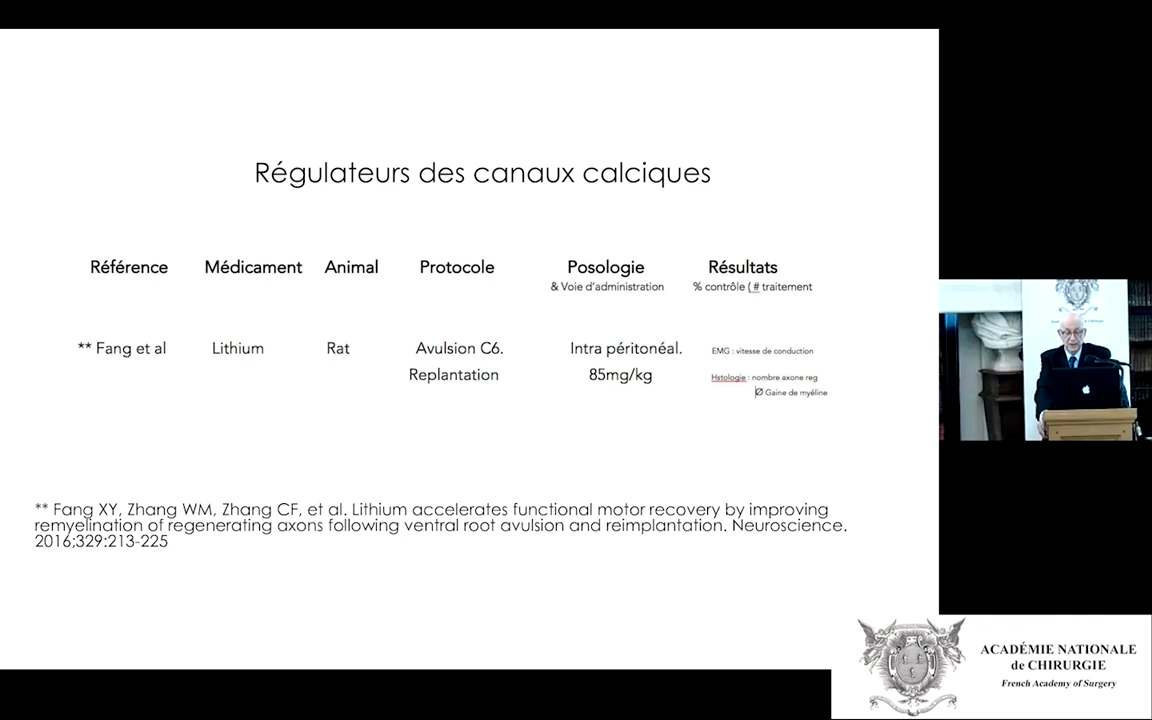 Régulateurs des canaux calciques
Référence Médicament Animal Protocole Posologie Résultats
& Voie d'administration % contrôle ( # traitement
** Fang et al Lithium Rat Avulsion C6. Intra péritonéal. EMG : vitesse de conduction
Replantation 85mg/kg Hstologie : nombre axone reg
Ø Gaine de myéline
** Fang XY, Zhang WM, Zhang CF, et al. Lithium accelerates functional motor recovery by improving
remyelination of regenerating axons following ventral root avulsion and reimplantation. Neuroscience.
2016;329:213-225
ACADÉMIE NATIONALE
de CHIRURGIE
French Academy of Surgery